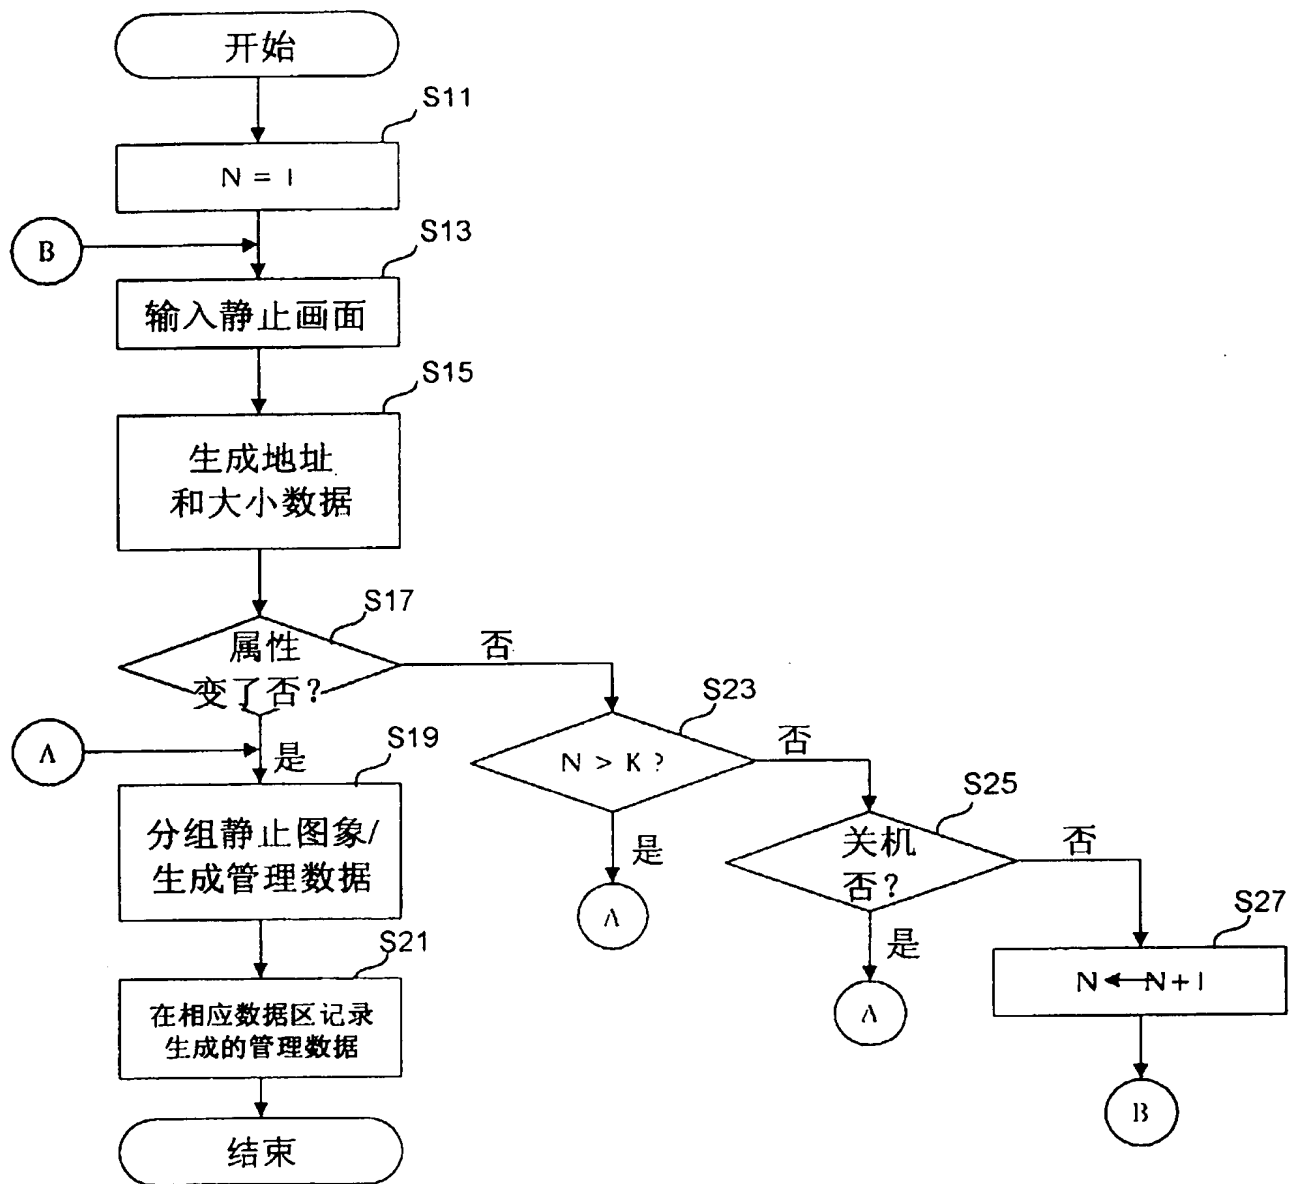 开始
S11
N = 1
B
S13
输入静止画面
S15
生成地址
和大小数据
S17
属性
变了否?
否
S23
N > K ?
否
S25
关机
否?
否
S27
N←N+1
B
是
A
是
A
A
是
S19
分组静止图象/
生成管理数据
S21
在相应数据区记录
生成的管理数据
结束